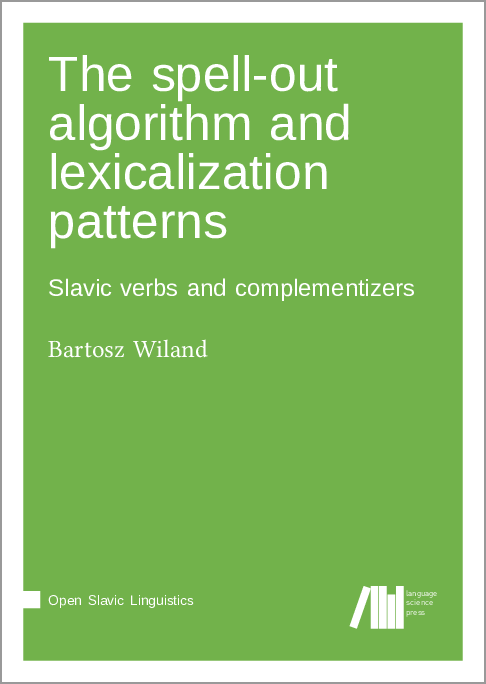 The spell-out
algorithm and
lexicalization
patterns
Slavic verbs and complementizers
Bartosz Wiland
Open Slavic Linguistics
language
science
press